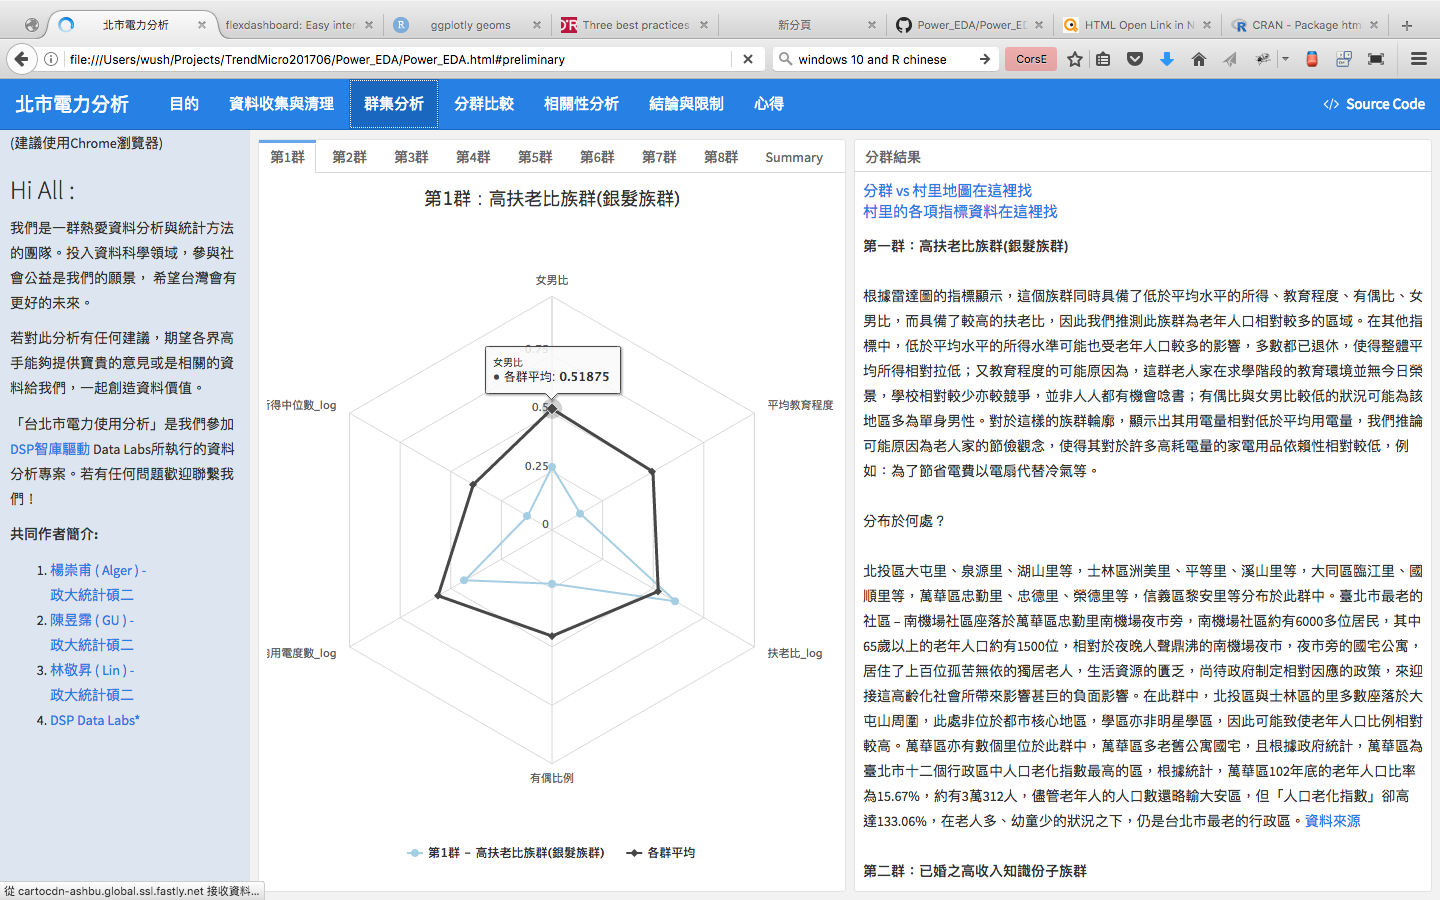 北市電力分析
flexdashboard: Easy inter
ggplotly geoms
Three best practices
新分頁
Power_EDA/Power_ED
HTML Open Link in N
CRAN - Package htm
file:///Users/wush/Projects/TrendMicro201706/Power_EDA/Power_EDA.html#preliminary
windows 10 and R chinese
CorsE
北市電力分析
目的
資料收集與清理
群集分析
分群比較
相關性分析
結論與限制
心得
Source Code
(建議使用Chrome瀏覽器)
Hi All :
我們是一群熱愛資料分析與統計方法
的團隊。投入資料科學領域，參與社
會公益是我們的願景， 希望台灣會有
更好的未來。
若對此分析有任何建議，期望各界高
手能夠提供寶貴的意見或是相關的資
料給我們，一起創造資料價值。
「台北市電力使用分析」是我們參加
DSP智庫驅動 Data Labs所執行的資料
分析專案。若有任何問題歡迎聯繫我
們！
共同作者簡介:
1. 楊崇甫 ( Alger ) -
政大統計碩二
2. 陳昱霈 ( GU ) -
政大統計碩二
3. 林敬昇 ( Lin ) -
政大統計碩二
4. DSP Data Labs*
第1群
第2群
第3群
第4群
第5群
第6群
第7群
第8群
Summary
第1群：高扶老比族群(銀髮族群)
女男比
0.75
女男比
● 各群平均: 0.51875
得中位數_log
0.5
平均教育程度
0.25
0
用電度數_log
扶老比_log
有偶比例
第1群 – 高扶老比族群(銀髮族群)
各群平均
分群結果
分群 vs 村里地圖在這裡找
村里的各項指標資料在這裡找
第一群：高扶老比族群(銀髮族群)
根據雷達圖的指標顯示，這個族群同時具備了低於平均水平的所得、教育程度、有偶比、女
男比，而具備了較高的扶老比，因此我們推測此族群為老年人口相對較多的區域。在其他指
標中，低於平均水平的所得水準可能也受老年人口較多的影響，多數都已退休，使得整體平
均所得相對拉低；又教育程度的可能原因為，這群老人家在求學階段的教育環境並無今日榮
景，學校相對較少亦較競爭，並非人人都有機會唸書；有偶比與女男比較低的狀況可能為該
地區多為單身男性。對於這樣的族群輪廓，顯示出其用電量相對低於平均用電量，我們推論
可能原因為老人家的節儉觀念，使得其對於許多高耗電量的家電用品依賴性相對較低，例
如：為了節省電費以電扇代替冷氣等。
分布於何處？
北投區大屯里、泉源里、湖山里等，士林區洲美里、平等里、溪山里等，大同區臨江里、國
順里等，萬華區忠勤里、忠德里、榮德里等，信義區黎安里等分布於此群中。臺北市最老的
社區 – 南機場社區座落於萬華區忠勤里南機場夜市旁，南機場社區約有6000多位居民，其中
65歲以上的老年人口約有1500位，相對於夜晚人聲鼎沸的南機場夜市，夜市旁的國宅公寓，
居住了上百位孤苦無依的獨居老人，生活資源的匱乏，尚待政府制定相對因應的政策，來迎
接這高齡化社會所帶來影響甚巨的負面影響。在此群中，北投區與士林區的里多數座落於大
屯山周圍，此處非位於都市核心地區，學區亦非明星學區，因此可能致使老年人口比例相對
較高。萬華區亦有數個里位於此群中，萬華區多老舊公寓國宅，且根據政府統計，萬華區為
臺北市十二個行政區中人口老化指數最高的區，根據統計，萬華區102年底的老年人口比率
為15.67%，約有3萬312人，儘管老年人的人口數還略輸大安區，但「人口老化指數」卻高
達133.06%，在老人多、幼童少的狀況之下，仍是台北市最老的行政區。資料來源
第二群：已婚之高收入知識份子族群
從 cartocdn-ashbu.global.ssl.fastly.net 接收資料...